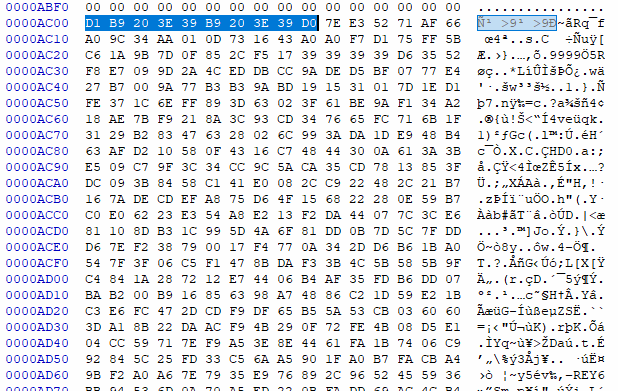 0000ABF0 00 00 00 00 00 00 00 00 00 00 00 00 00 00 00 00 ................
0000AC00 D1 B9 20 3E 39 B9 20 3E 39 D0 7E E3 52 71 AF 66 Ñ¹ >9¹ >9Ð~ãRq¯f
0000AC10 A0 9C 34 AA 01 0D 73 16 43 A0 A0 F7 D1 75 FF 5B
0000AC20 C6 1A 9B 7D 0F 85 2C F5 17 39 39 39 39 D6 35 52 Æ.›}.…,õ.9999Ö5R
0000AC30 F8 E7 09 9D 2A 4C ED DB CC 9A DE D5 BF 07 77 E4
0000AC40 27 B7 00 9A 77 B3 B3 9A BD 19 15 31 01 7D 1E D1
0000AC50 FE 37 1C 6E FF 89 3D 63 02 3F 61 BE 9A F1 34 A2 þ7.nÿ‰=c.?a¾šñ4¢
0000AC60 18 AE 7B F9 21 8A 3C 93 CD 34 76 65 FC 71 6B 1F .®{ù!Š<“Í4veüqk.
0000AC70 31 29 B2 83 47 63 28 02 6C 99 3A DA 1D E9 48 B4 1)²ƒGc(.l™:Ú.éH´
0000AC80 63 AF D2 10 58 0F 43 16 C7 48 44 30 0A 61 3A 3B c¯Ò.X.C.ÇHD0.a:;
0000AC90 E5 09 C7 9F 3C 34 CC 9C 5A CA 35 CD 78 13 85 3F å.ÇŸ<4ÌœZÊ5Íx.…?
0000ACA0 DC 09 3B 84 58 C1 41 E0 08 2C C9 22 48 2C 21 B7 Ü.;„XÁAà.,É"H,!·
0000ACB0 16 7A DE CD EF A8 75 D6 4F 15 68 22 28 0E 59 B7 .zÞÍï¨uÖO.h"(.Y·
0000ACC0 C0 E0 62 23 E3 54 A8 E2 13 F2 DA 44 07 7C 3C E6 Ààb#ãT¨â.òÚD.|<æ
0000ACD0 81 10 8D B3 1C 99 5D 4A 6F 81 DD 0B 7D 5C 7F DD
0000ACE0 D6 7E F2 38 79 00 17 F4 77 0A 34 2D D6 B6 1B A0
0000ACF0 54 7F 3F 06 C5 F1 47 8B DA F3 3B 4C 5B 58 5B 9F
0000AD00 C4 84 1A 28 72 12 E7 44 06 B4 AF 35 FD B6 DD 07 Ä„.(r.çD.´¯5ý¶Ý.
0000AD10 BA B2 00 B9 16 85 63 98 A7 48 86 C2 1D 59 E2 1B º².¹.…c˜§H†Â.Yâ.
0000AD20 C3 E6 FC 47 2D CD F9 DF 65 B5 5A 53 CB 03 60 60 ÃæüG-ÍùßeµZSË.``
0000AD30 3D A1 8B 22 DA AC F9 4B 29 0F 72 FE 4B 08 D5 E1 =¡‹"Ú¬ùK).rþK.Õá
0000AD40 04 CC 59 71 7E F9 A5 3E 8E 44 61 FA 1B 74 06 C9 .ÌYq~ù¥>ŽDaú.t.É
0000AD50 92 84 5C 25 FD 33 C5 6A A5 90 1F A0 B7 FA CB A4
0000AD60 9B F2 A0 A6 7E 79 35 E9 76 89 2C 96 52 45 59 36